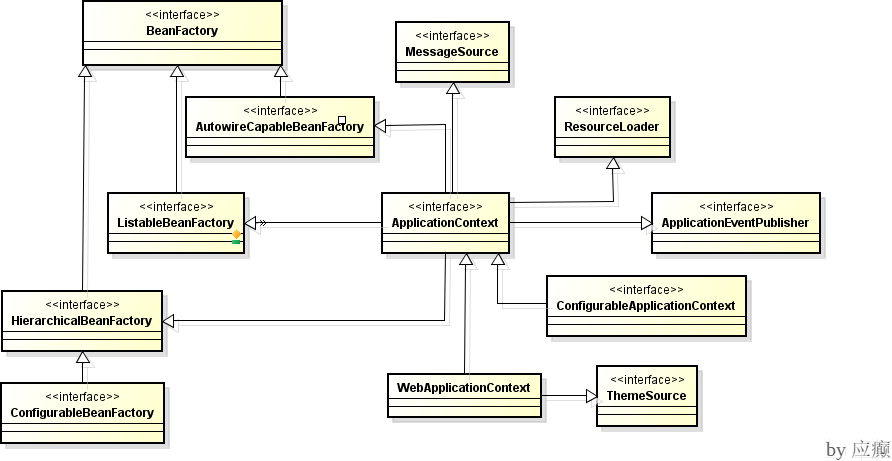 <<interface>>
BeanFactory
<<interface>>
MessageSource
<<interface>>
AutowireCapableBeanFactory
<<interface>>
ResourceLoader
<<interface>>
ListableBeanFactory
<<interface>>
ApplicationContext
<<interface>>
ApplicationEventPublisher
<<interface>>
HierarchicalBeanFactory
<<interface>>
ConfigurableApplicationContext
<<interface>>
ConfigurableBeanFactory
WebApplicationContext
<<interface>>
ThemeSource
by 应癫